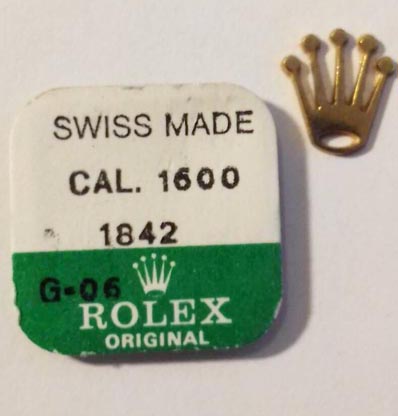 SWISS MADE
CAL. 1600
1842
G-06
ROLEX
ORIGINAL